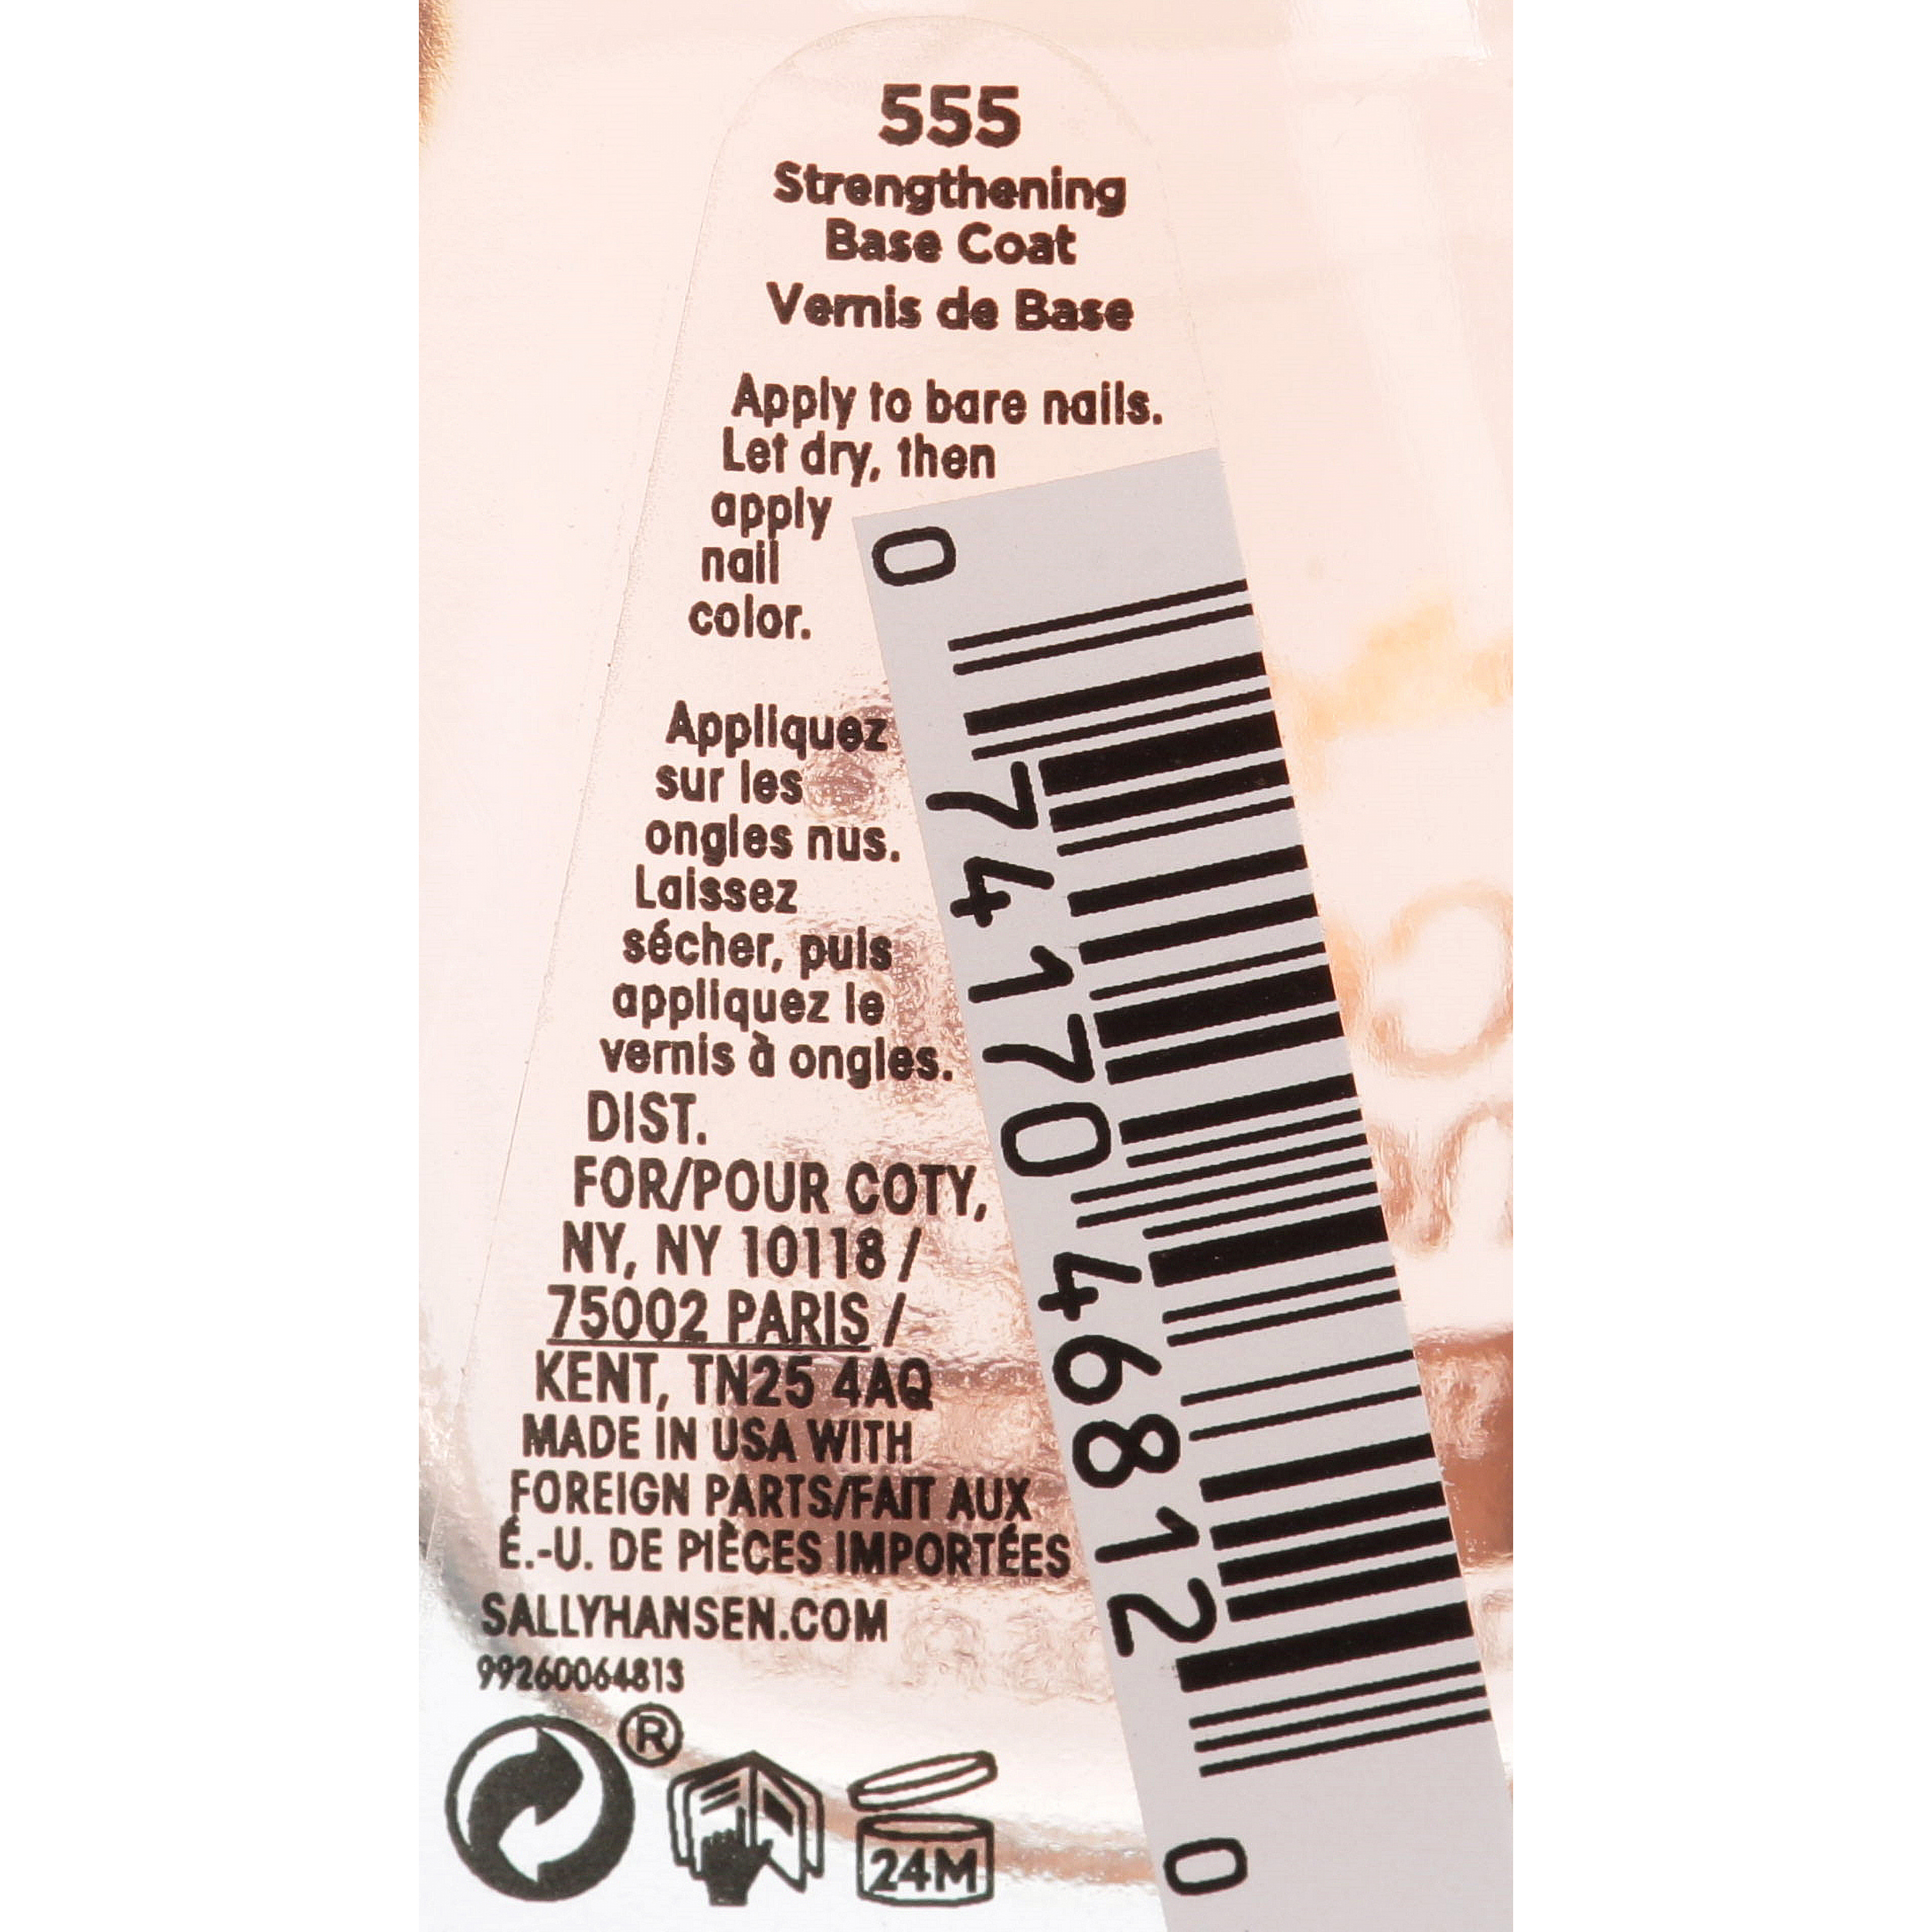 555
Strengthening
Base Coat
Vernis de Base
Apply to bare nails.
Let dry, then
apply
nail
color.
Appliquez
sur les
ongles nus.
Laissez
sécher, puis
appliquez le
vernis à ongles.
DIST.
FOR/POUR COTY,
NY, NY 10118 /
75002 PARIS /
KENT, TN25 4AQ
MADE IN USA WITH
FOREIGN PARTS/FAIT AUX
É.-U. DE PIÈCES IMPORTÉES
SALLYHANSEN.COM
99260064813
®
24M
0 74170 46812 0